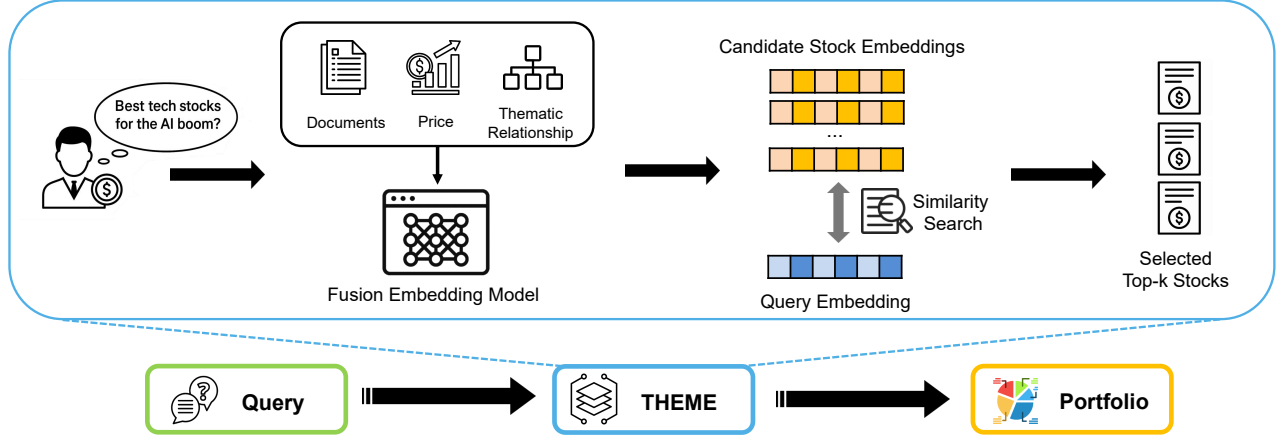 Best tech stocks
for the AI boom?
Documents
Price
Thematic
Relationship
Fusion Embedding Model
Candidate Stock Embeddings
...
Similarity
Search
Query Embedding
Selected
Top-k Stocks
Query
THEME
Portfolio